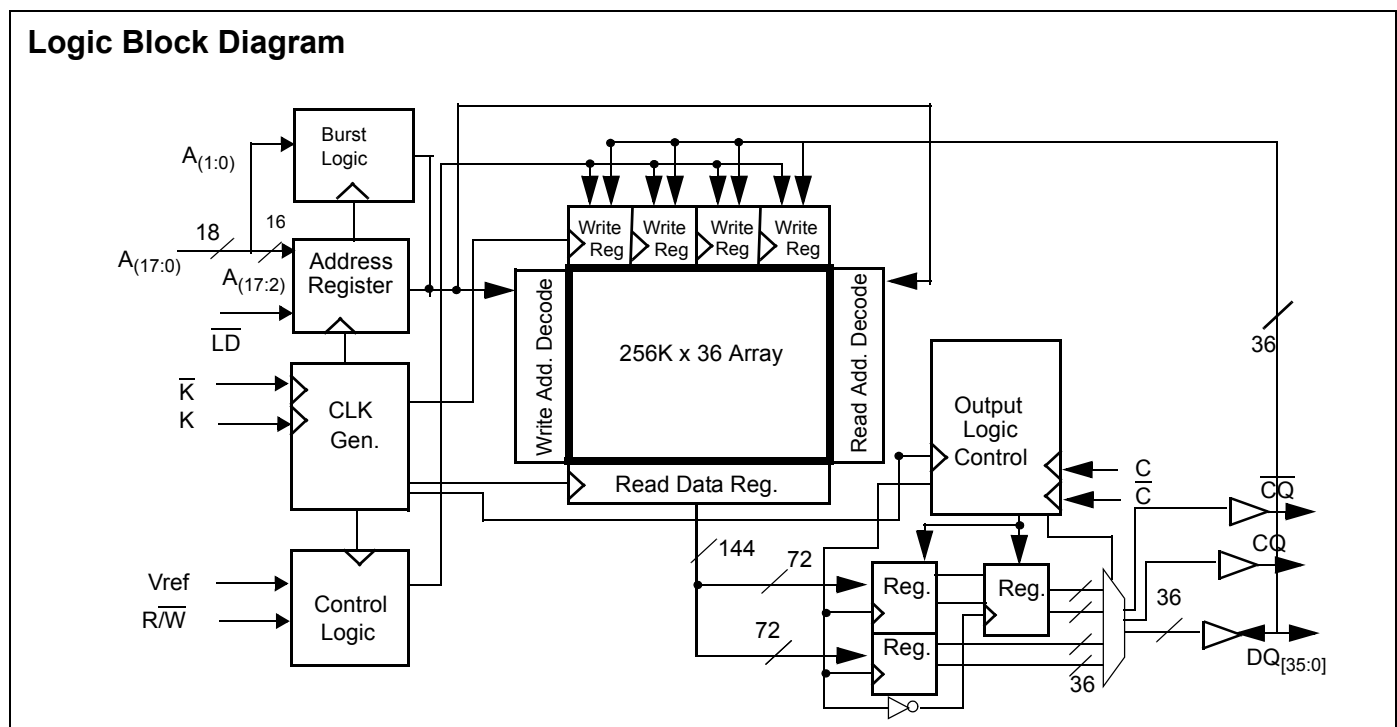 Logic Block Diagram
Burst
Logic
A(1:0)
18
16
A(17:0)
A(17:2)
Address
Register
L̅D̅
K̅
K
CLK
Gen.
Vref
R/W̅
Control
Logic
Write
Reg
Write
Reg
Write
Reg
Write
Reg
Write Add. Decode
256K x 36 Array
Read Add. Decode
Read Data Reg.
36
Output
Logic
Control
C
C̅
144
72
72
Reg.
Reg.
Reg.
36
36
C̅Q̅
CQ
DQ[35:0]